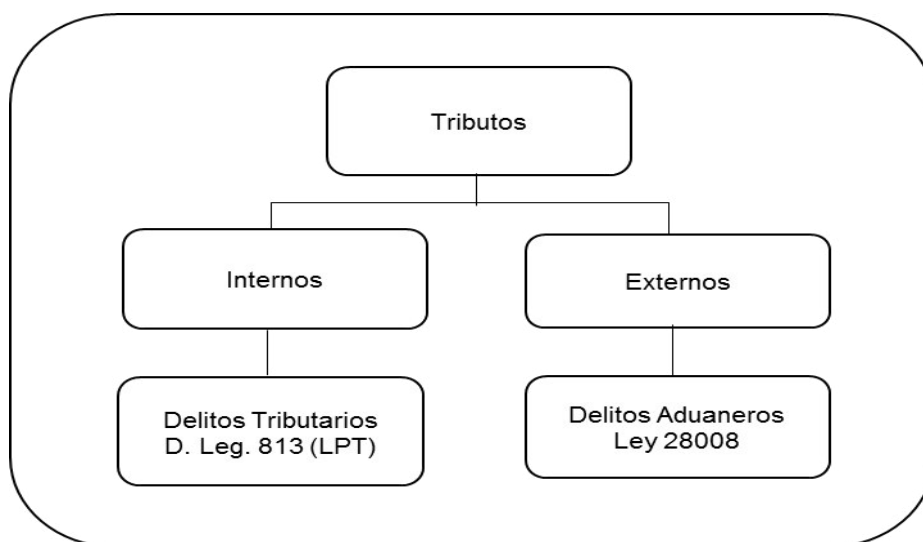 Tributos
Internos
Externos
Delitos Tributarios
D. Leg. 813 (LPT)
Delitos Aduaneros
Ley 28008